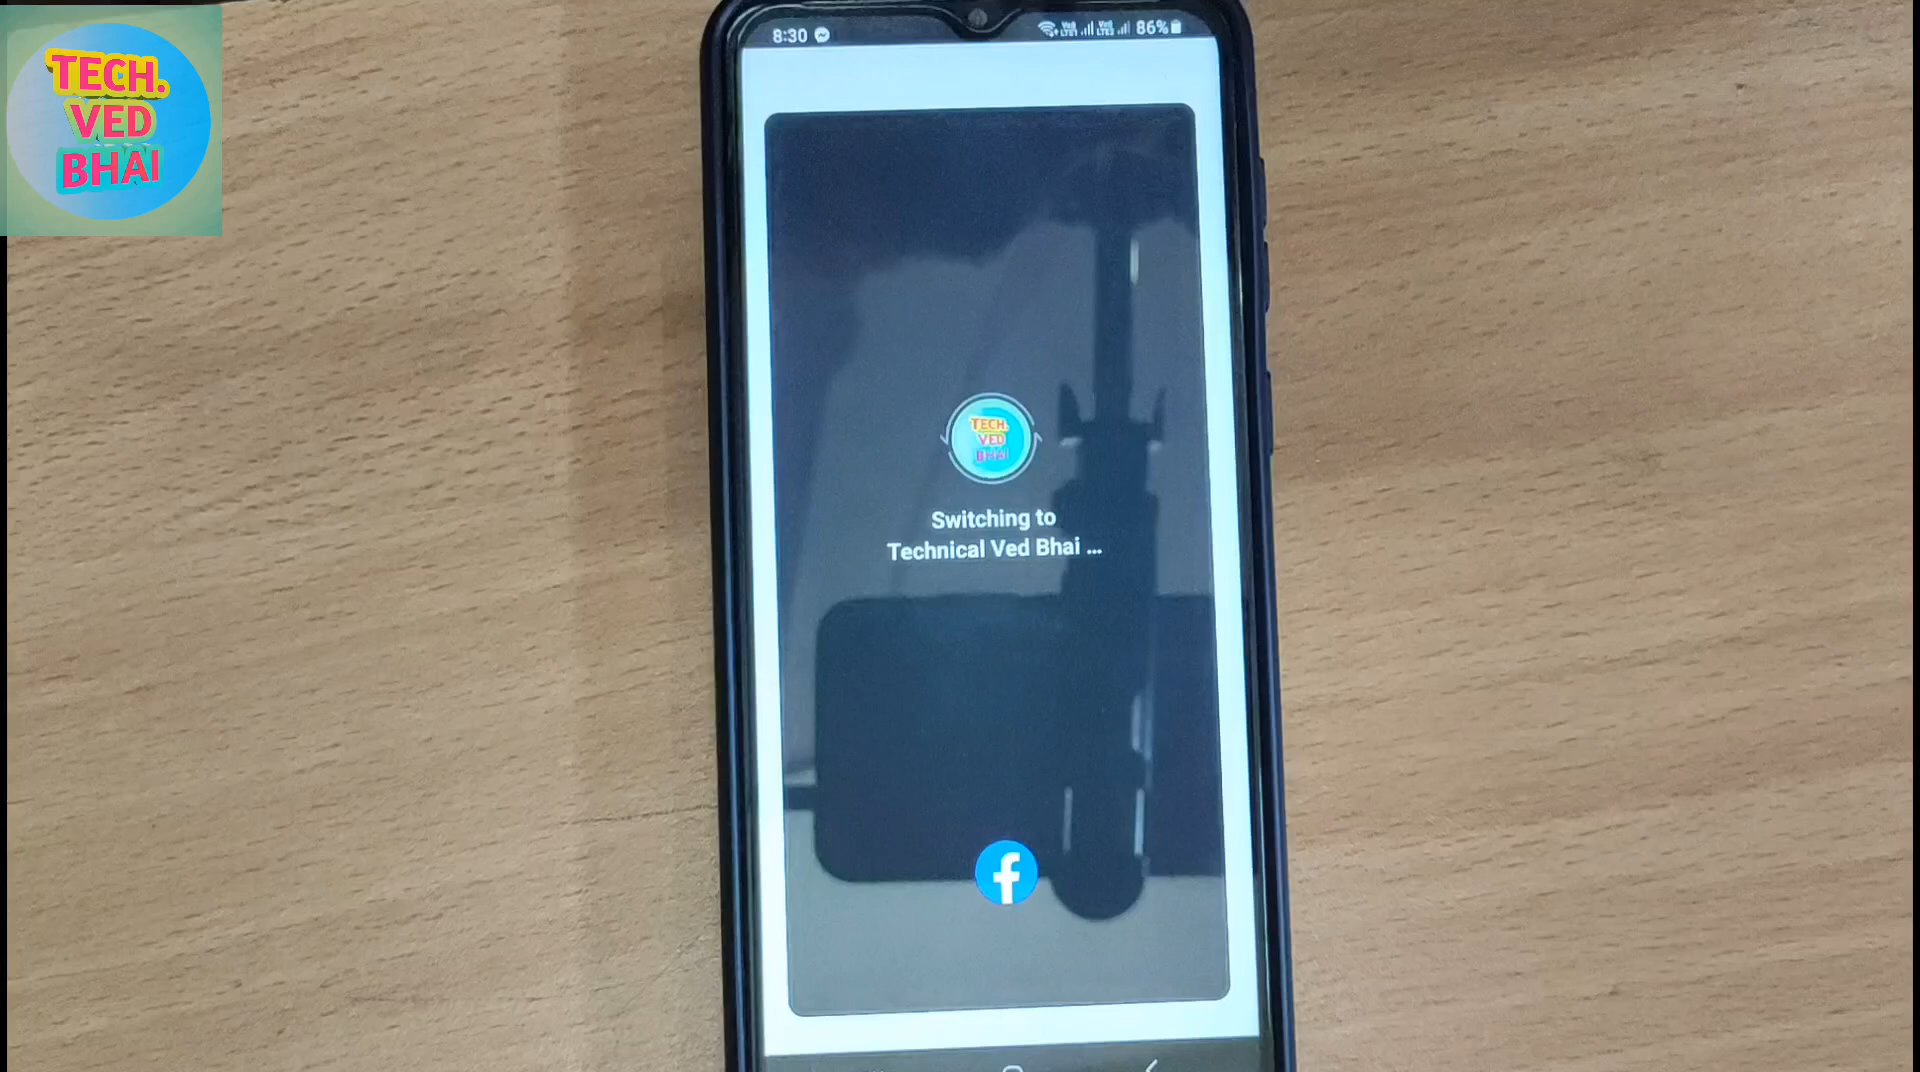 TECH.
VED
BHAI
8:30
86%
TECH.
VED
BHAI
Switching to
Technical Ved Bhai ...